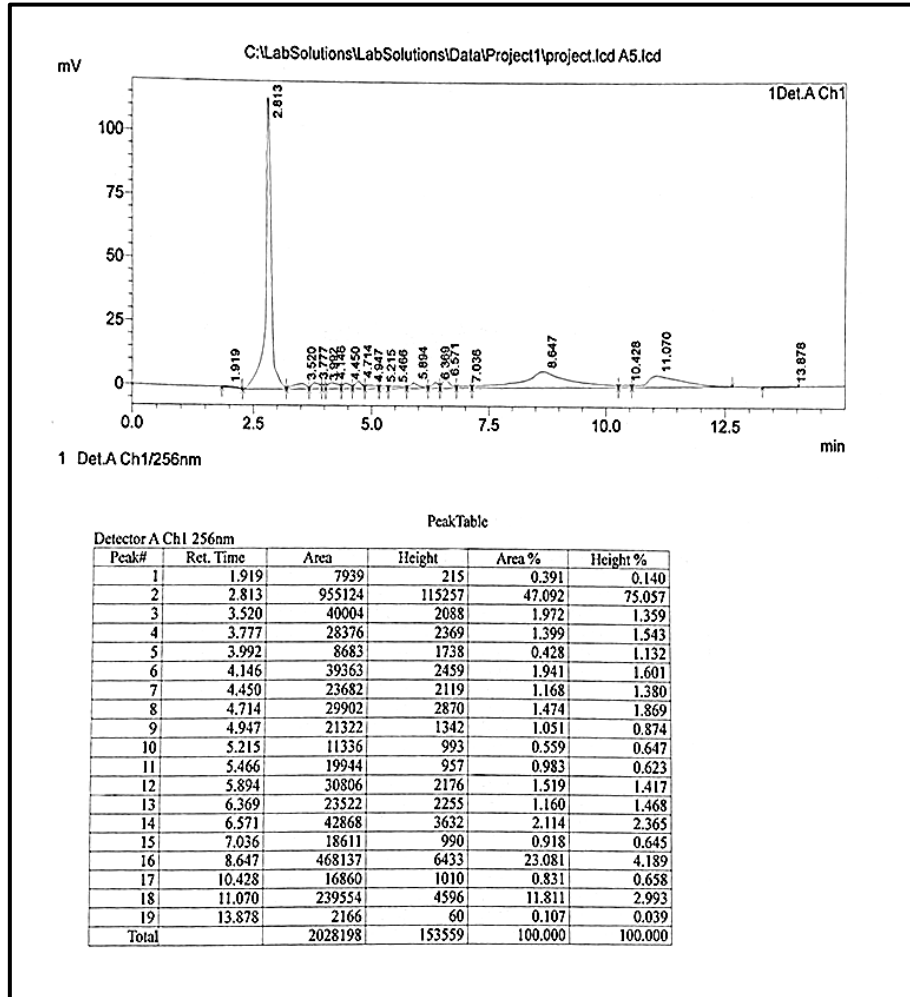 C:\LabSolutions\LabSolutions\Data\Project1\project.lcd A5.lcd
mV
1Det.A Ch1
100
75
50
25
0
2.813
1.919
3.520
3.777
3.992
4.146
4.450
4.714
4.947
5.215
5.466
5.894
6.369
6.571
7.036
8.647
10.428
11.070
13.878
0.0 2.5 5.0 7.5 10.0 12.5
min
1 Det.A Ch1/256nm
PeakTable
Detector A Ch1 256nm
Peak# Ret. Time Area Height Area % Height %
1 1.919 7939 215 0.391 0.140
2 2.813 955124 115257 47.092 75.057
3 3.520 40004 2088 1.972 1.359
4 3.777 28376 2369 1.399 1.543
5 3.992 8683 1738 0.428 1.132
6 4.146 39363 2459 1.941 1.601
7 4.450 23682 2119 1.168 1.380
8 4.714 29902 2870 1.474 1.869
9 4.947 21322 1342 1.051 0.874
10 5.215 11336 993 0.559 0.647
11 5.466 19944 957 0.983 0.623
12 5.894 30806 2176 1.519 1.417
13 6.369 23522 2255 1.160 1.468
14 6.571 42868 3632 2.114 2.365
15 7.036 18611 990 0.918 0.645
16 8.647 468137 6433 23.081 4.189
17 10.428 16860 1010 0.831 0.658
18 11.070 239554 4596 11.811 2.993
19 13.878 2166 60 0.107 0.039
Total 2028198 153559 100.000 100.000